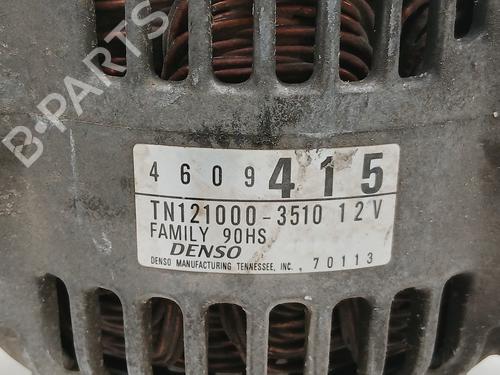 B-PARTS
4609415
TN121000-3510 12V
FAMILY 90HS
DENSO
DENSO MANUFACTURING TENNESSEE, INC. 70113